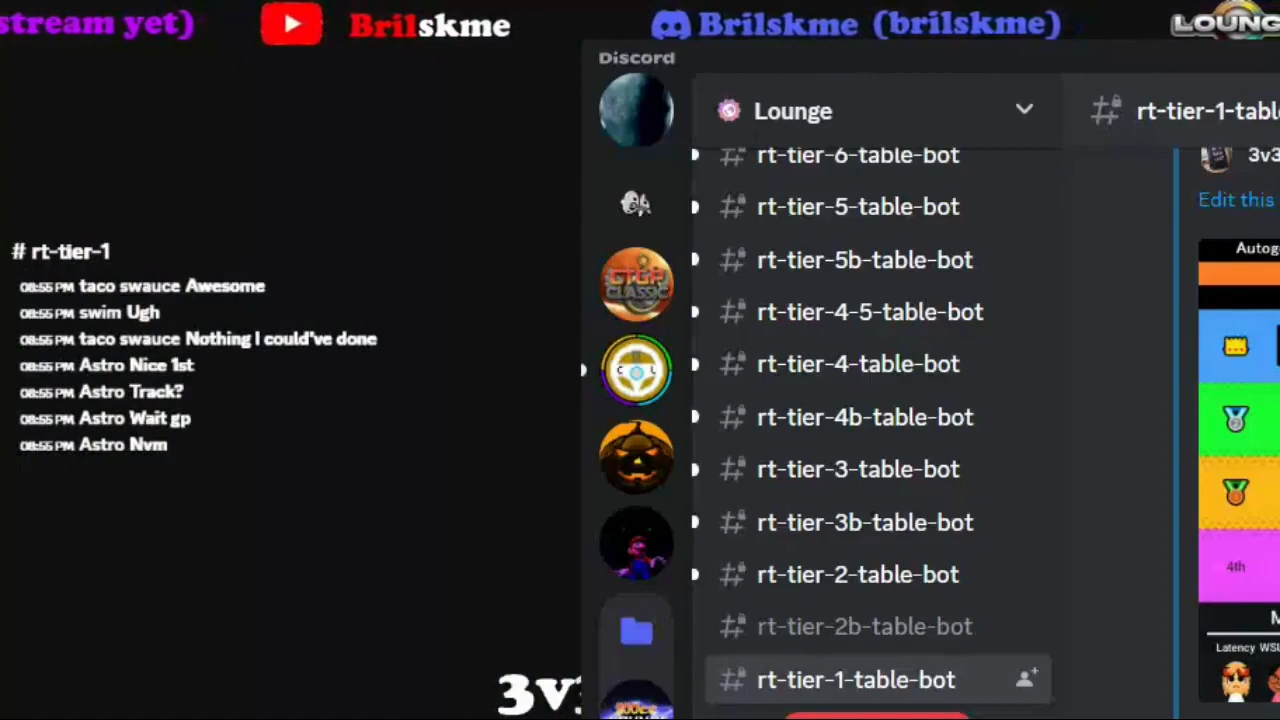 stream yet)
Brilskme
Brilskme (brilskme)
LOUNG
Discord
Lounge
rt-tier-1-tabl
rt-tier-6-table-bot
3v3
rt-tier-5-table-bot
Edit this
# rt-tier-1
Autog
rt-tier-5b-table-bot
08:55 PM taco swauce Awesome
08:55 PM swim Ugh
rt-tier-4-5-table-bot
08:55 PM taco swauce Nothing I could've done
08:55 PM Astro Nice 1st
rt-tier-4-table-bot
08:55 PM Astro Track?
08:55 PM Astro Wait gp
rt-tier-4b-table-bot
08:55 PM Astro Nvm
rt-tier-3-table-bot
rt-tier-3b-table-bot
4th
rt-tier-2-table-bot
rt-tier-2b-table-bot
M
Latency WSU
rt-tier-1-table-bot
3v3